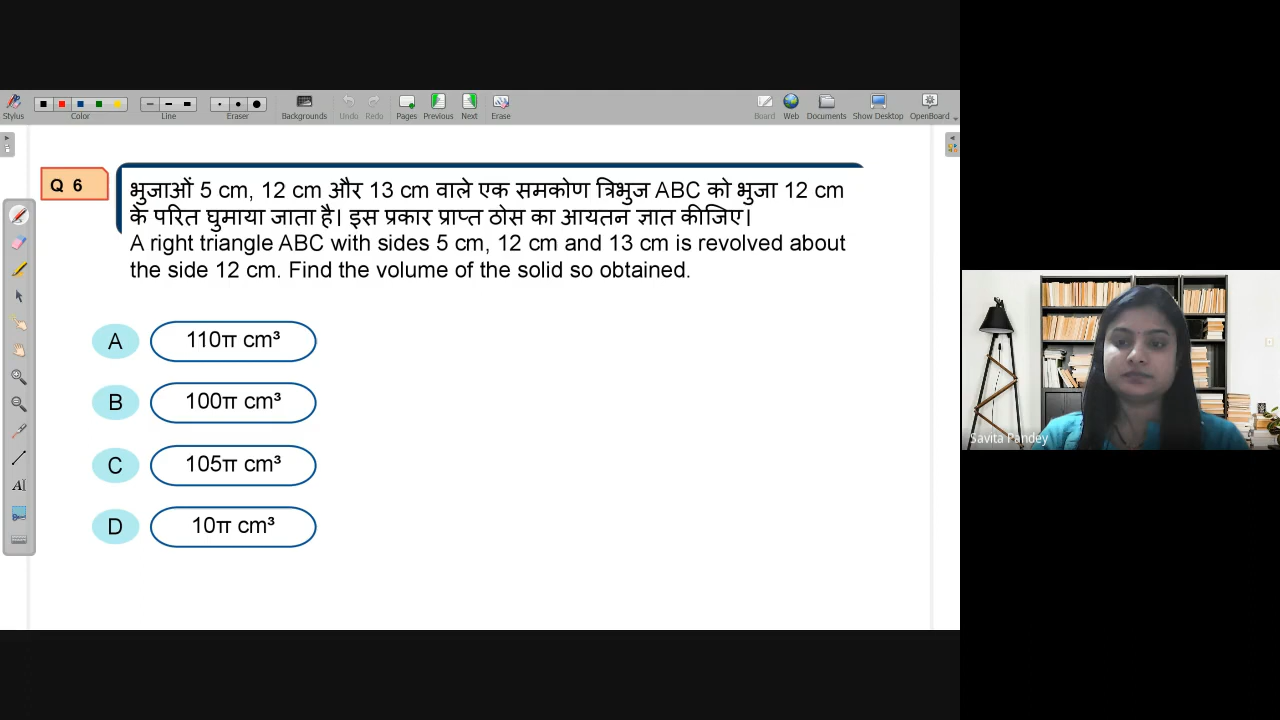 Stylus
Color
Line
Eraser
Backgrounds
Undo
Redo
Pages
Previous
Next
Erase
Board
Web
Documents
Show Desktop
OpenBoard
Q 6
भुजाओं 5 cm, 12 cm और 13 cm वाले एक समकोण त्रिभुज ABC को भुजा 12 cm
के परित घुमाया जाता है। इस प्रकार प्राप्त ठोस का आयतन ज्ञात कीजिए।
A right triangle ABC with sides 5 cm, 12 cm and 13 cm is revolved about
the side 12 cm. Find the volume of the solid so obtained.
A 110π cm³
B 100π cm³
C 105π cm³
D 10π cm³
AI
Savita Pandey